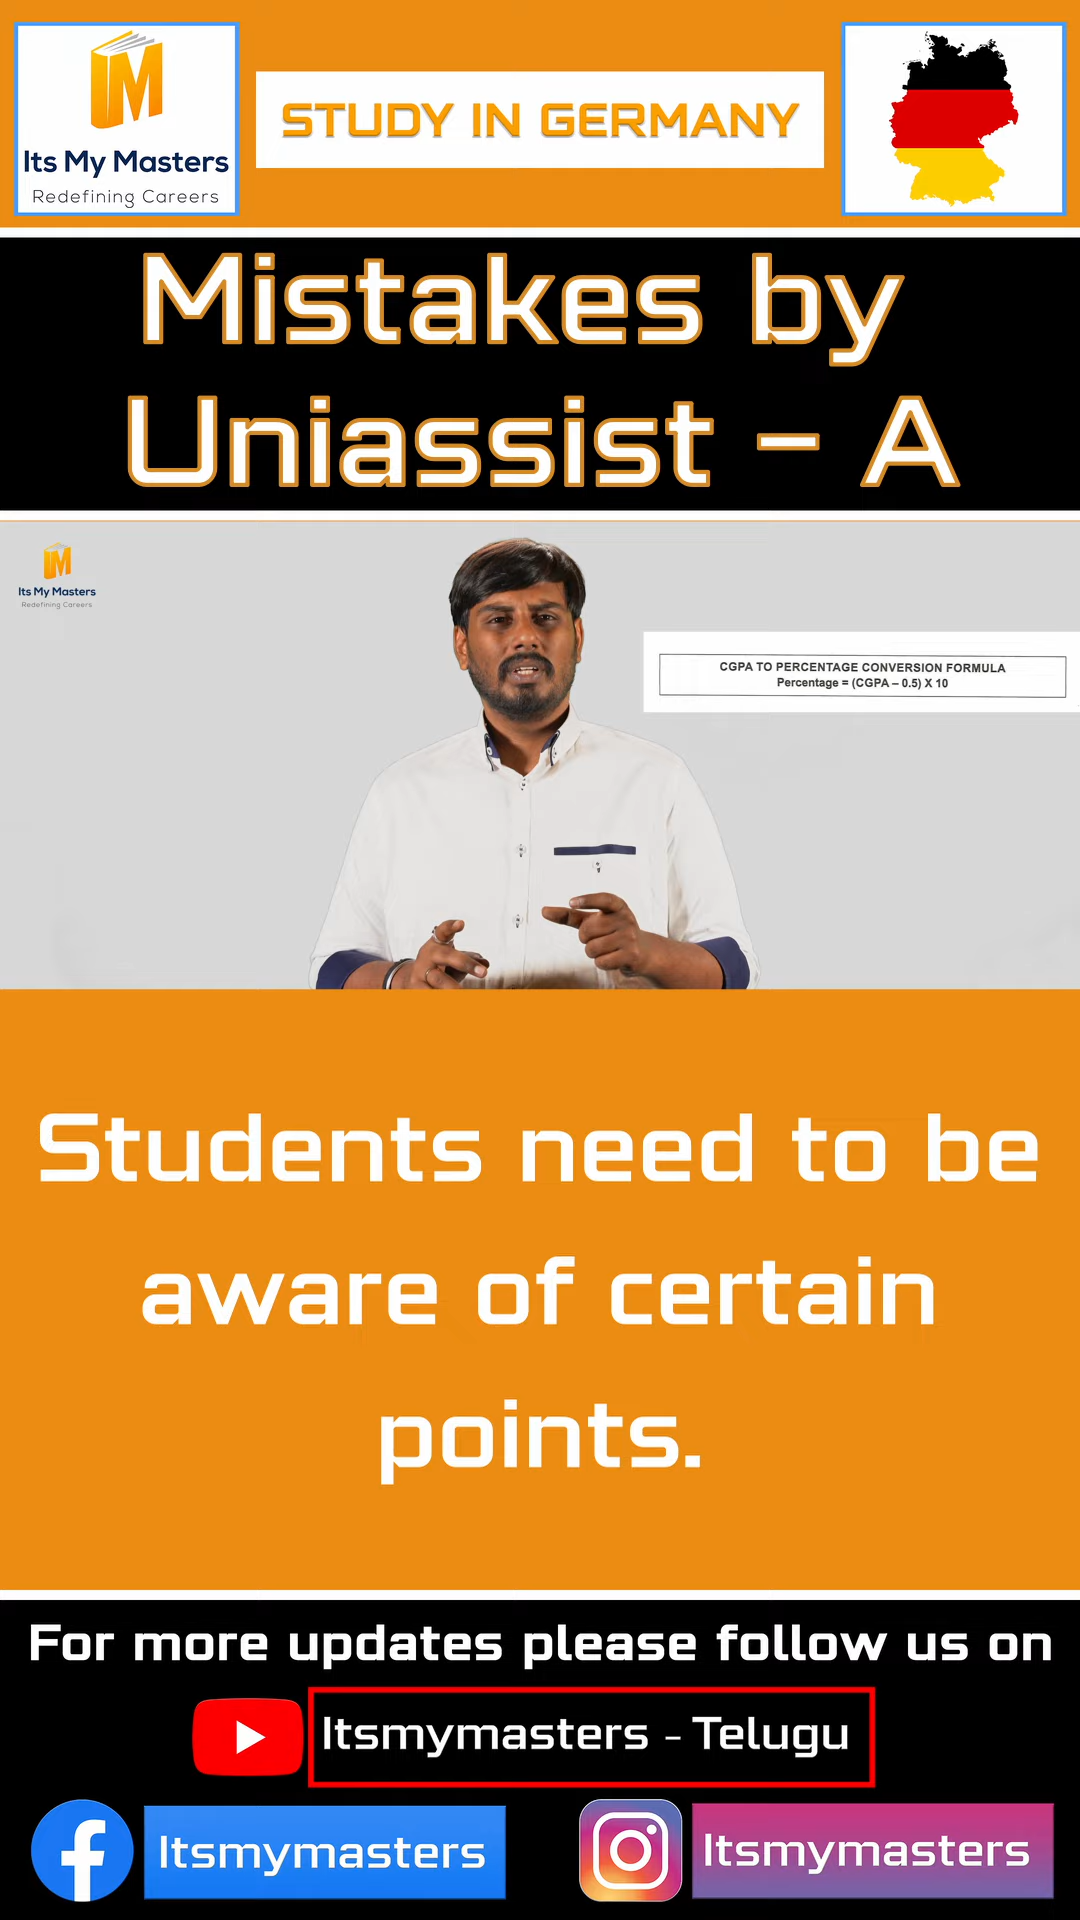 Its My Masters
Redefining Careers
STUDY IN GERMANY
Mistakes by
Uniassist - A
Its My Masters
Redefining Careers
CGPA TO PERCENTAGE CONVERSION FORMULA
Percentage = (CGPA – 0.5) X 10
Students need to be
aware of certain
points.
For more updates please follow us on
Itsmymasters - Telugu
Itsmymasters
Itsmymasters